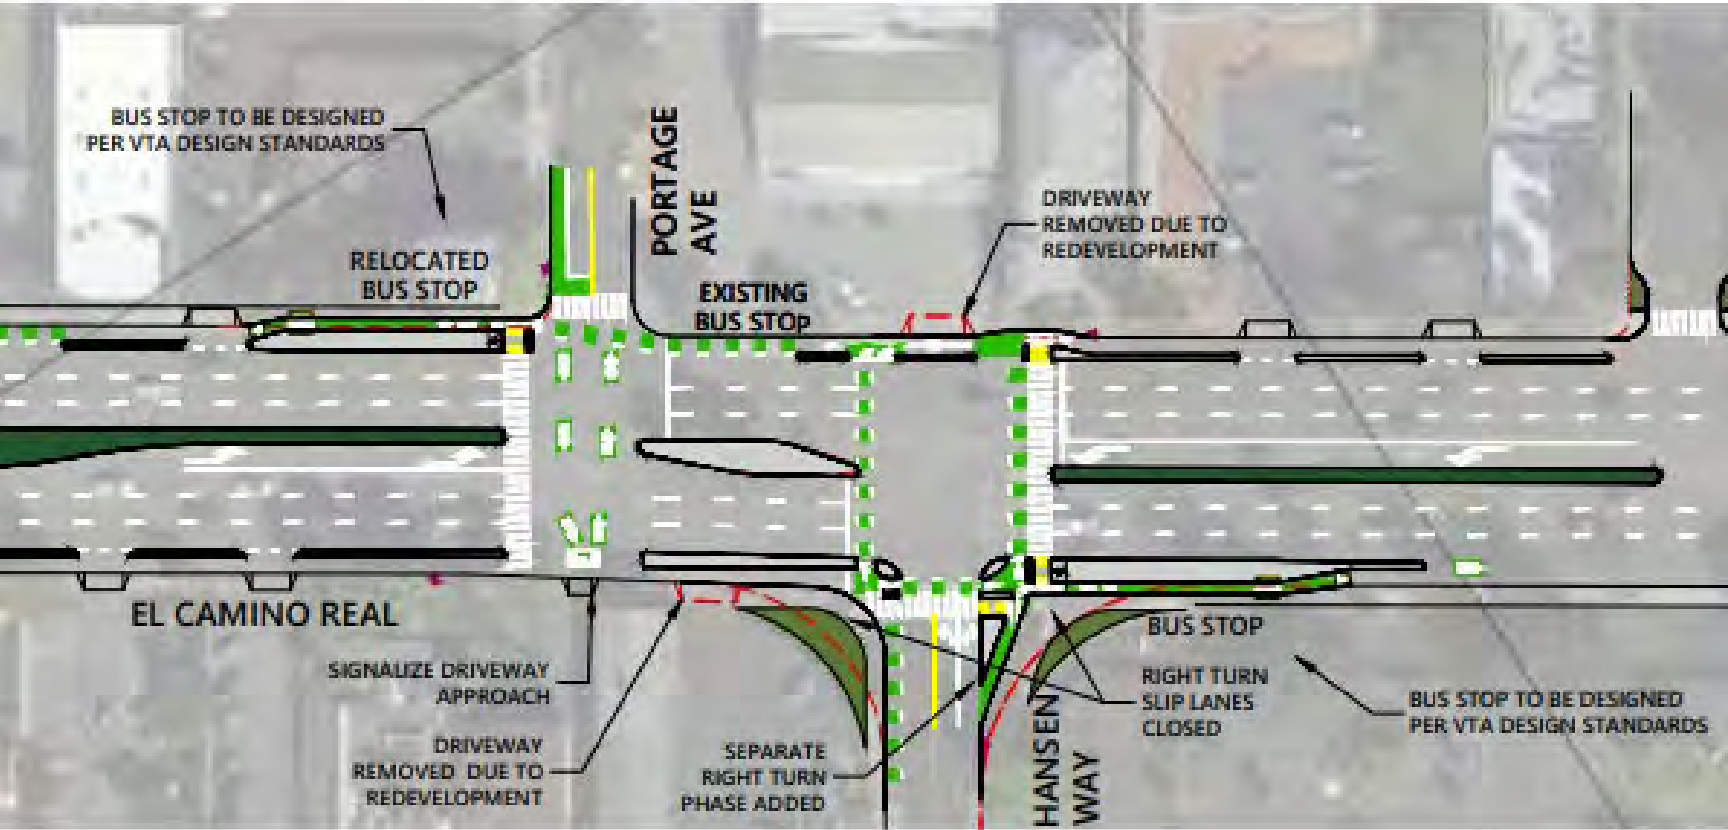 BUS STOP TO BE DESIGNED
PER VTA DESIGN STANDARDS
RELOCATED
BUS STOP
PORTAGE
AVE
EXISTING
BUS STOP
DRIVEWAY
REMOVED DUE TO
REDEVELOPMENT
EL CAMINO REAL
SIGNALIZE DRIVEWAY
APPROACH
DRIVEWAY
REMOVED DUE TO
REDEVELOPMENT
SEPARATE
RIGHT TURN
PHASE ADDED
HANSEN
WAY
BUS STOP
RIGHT TURN
SLIP LANES
CLOSED
BUS STOP TO BE DESIGNED
PER VTA DESIGN STANDARDS